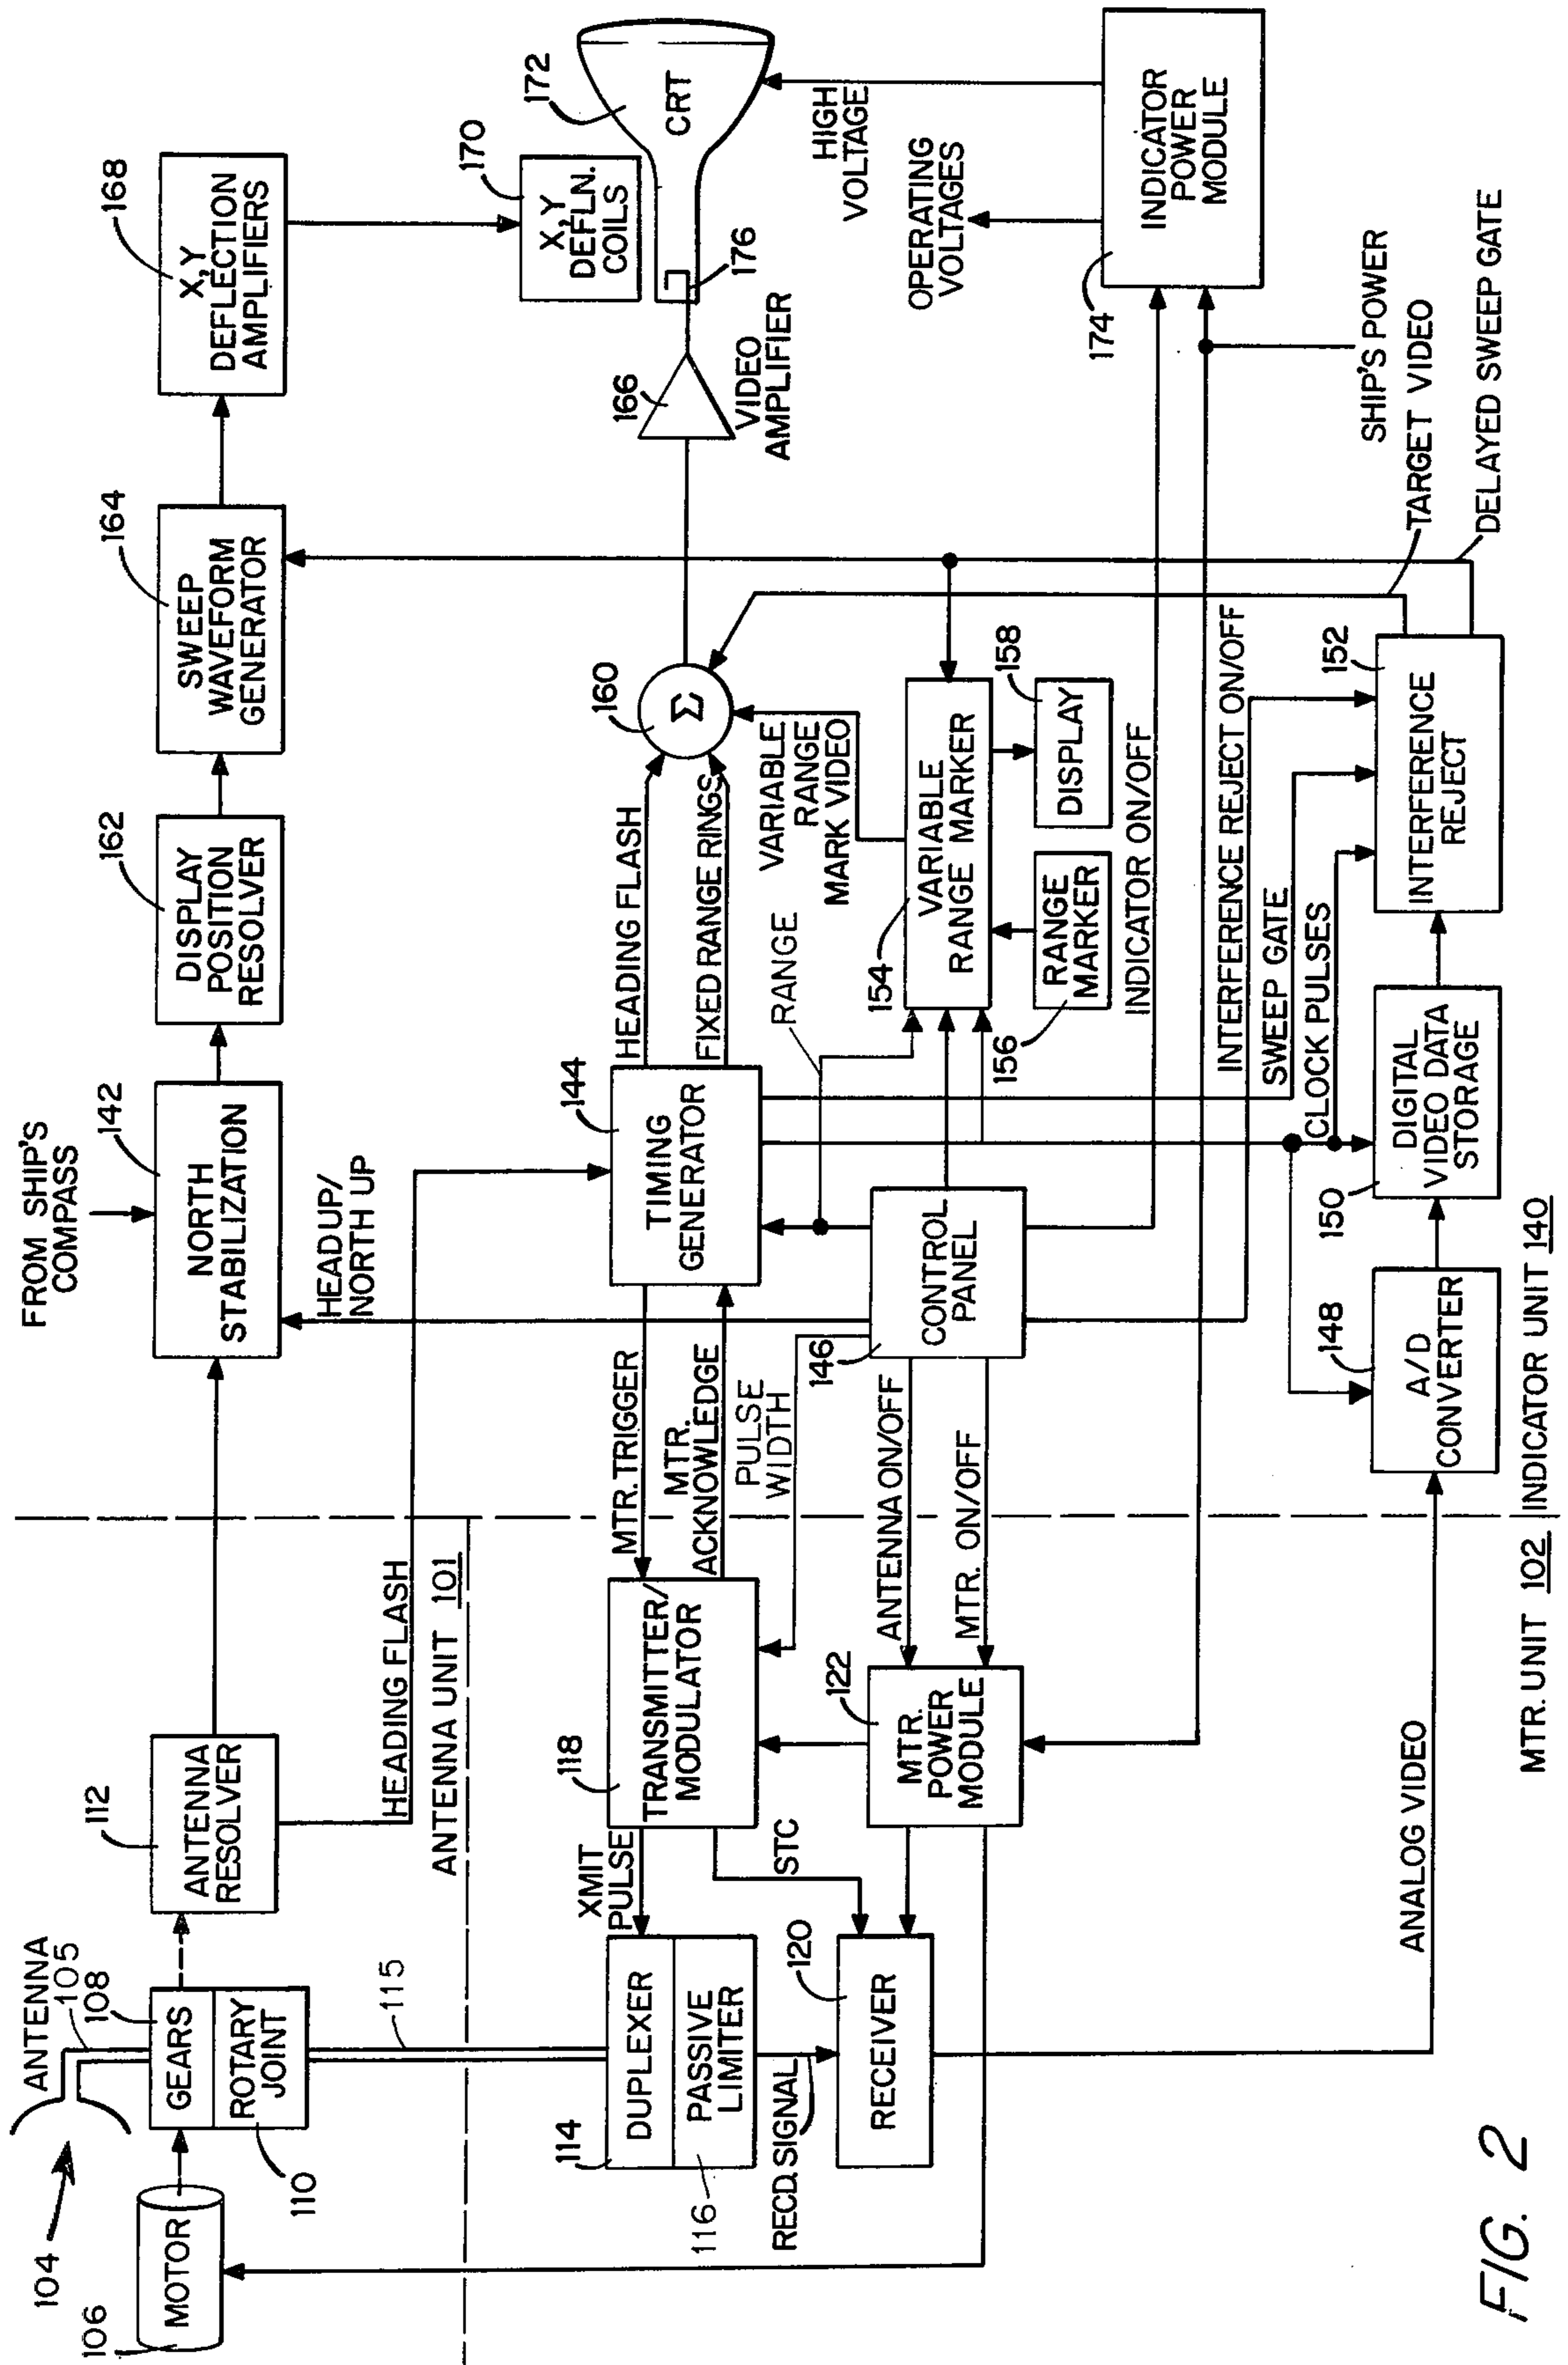 ANTENNA
105
104
106
MOTOR
108
GEARS
ROTARY
JOINT
110
112
ANTENNA
RESOLVER
HEADING FLASH
ANTENNA UNIT 101
115
FROM SHIP'S
COMPASS
142
NORTH
STABILIZATION
HEAD UP/
NORTH UP
162
DISPLAY
POSITION
RESOLVER
164
SWEEP
WAVEFORM
GENERATOR
168
X,Y
DEFLECTION
AMPLIFIERS
170
X,Y
DEFLN.
COILS
172
CRT
176
166
VIDEO
AMPLIFIER
160
Σ
HEADING FLASH
FIXED RANGE RINGS
144
TIMING
GENERATOR
MTR. TRIGGER
MTR.
ACKNOWLEDGE
PULSE
WIDTH
118
TRANSMITTER/
MODULATOR
XMIT
PULSE
STC
114
DUPLEXER
PASSIVE
LIMITER
116
RECD. SIGNAL
120
RECEIVER
122
MTR.
POWER
MODULE
ANTENNA ON/OFF
MTR. ON/OFF
146
CONTROL
PANEL
RANGE
VARIABLE
RANGE
MARK VIDEO
154
VARIABLE
RANGE MARKER
156
RANGE
MARKER
158
DISPLAY
HIGH
VOLTAGE
OPERATING
VOLTAGES
174
INDICATOR
POWER
MODULE
INDICATOR ON/OFF
INTERFERENCE REJECT ON/OFF
SWEEP GATE
CLOCK PULSES
SHIP'S POWER
TARGET VIDEO
DELAYED SWEEP GATE
152
INTERFERENCE
REJECT
150
DIGITAL
VIDEO DATA
STORAGE
148
A/D
CONVERTER
ANALOG VIDEO
MTR. UNIT 102
INDICATOR UNIT 140
FIG. 2